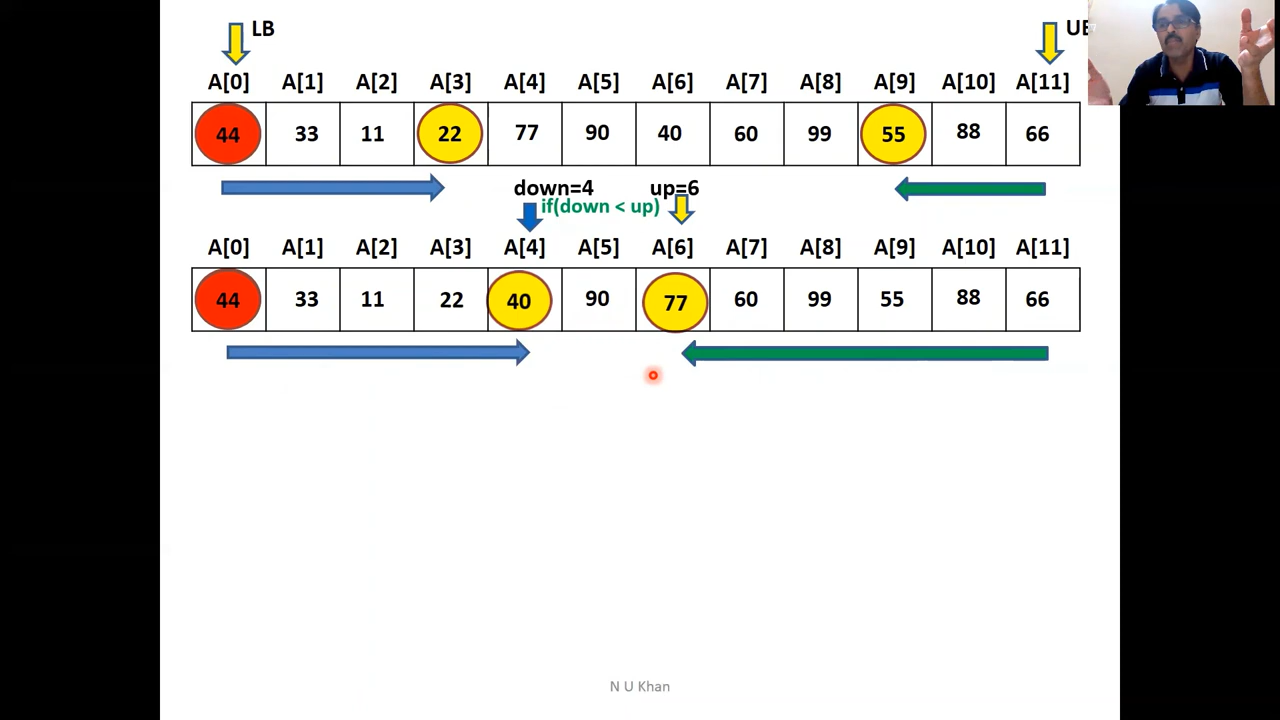 LB UB
A[0] A[1] A[2] A[3] A[4] A[5] A[6] A[7] A[8] A[9] A[10] A[11]
44 33 11 22 77 90 40 60 99 55 88 66
down=4 up=6
if(down < up)
A[0] A[1] A[2] A[3] A[4] A[5] A[6] A[7] A[8] A[9] A[10] A[11]
44 33 11 22 40 90 77 60 99 55 88 66
N U Khan